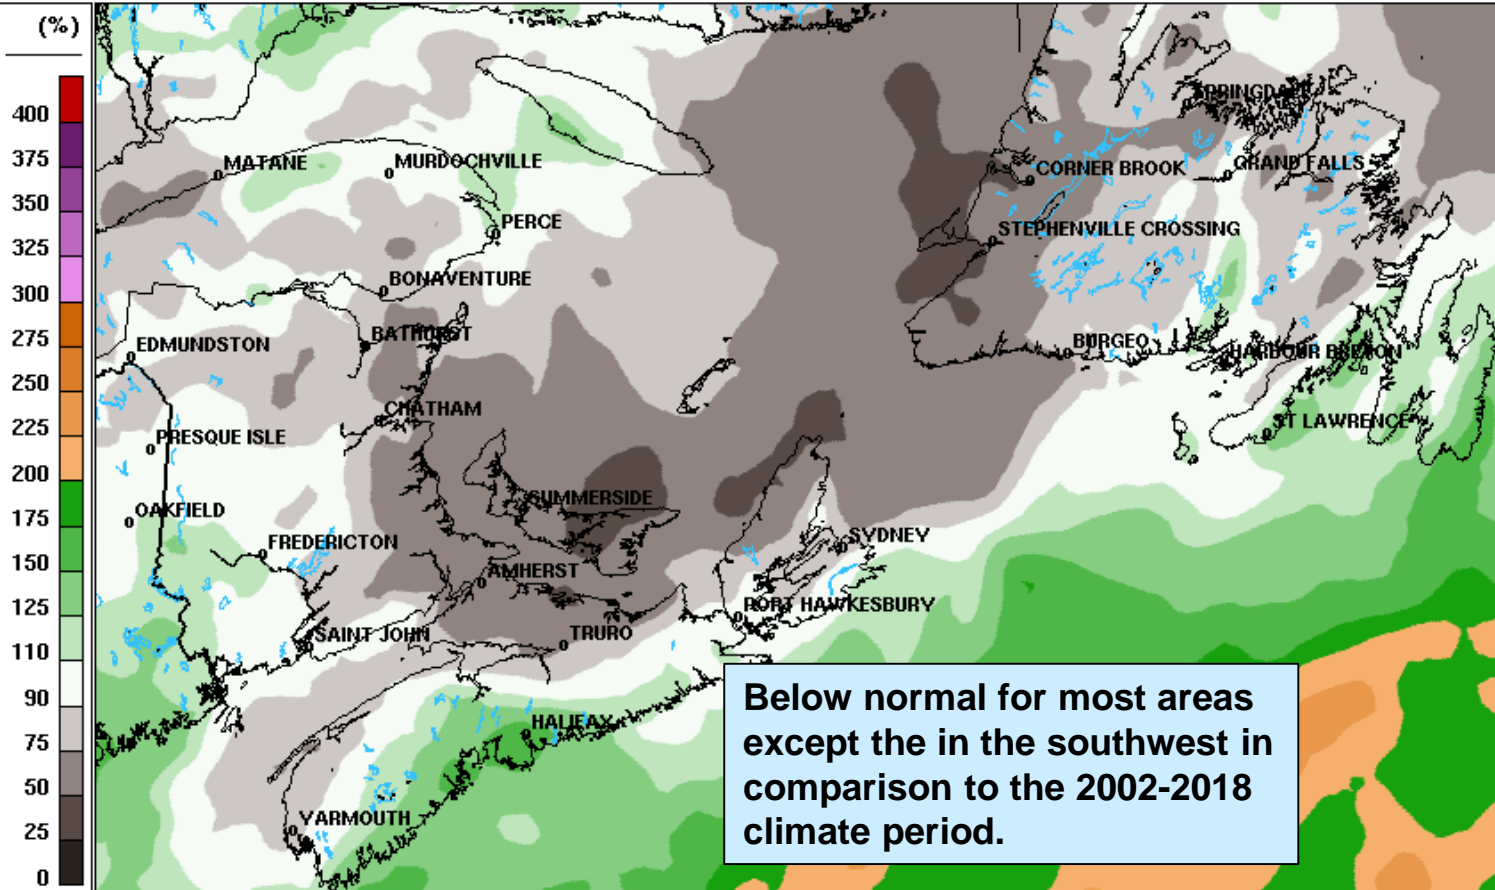 (%)
400
375
350
325
300
275
250
225
200
175
150
125
110
90
75
50
25
0
SPRINGDALE
MATANE
MURDOCHVILLE
CORNER BROOK
GRAND FALLS
PERCE
STEPHENVILLE CROSSING
BONAVENTURE
BATHURST
EDMUNDSTON
BURGEO
HARBOUR BRETON
CHATHAM
PRESQUE ISLE
ST LAWRENCE
SUMMERSIDE
OAKFIELD
FREDERICTON
SYDNEY
AMHERST
PORT HAWKESBURY
SAINT JOHN
TRURO
HALIFAX
YARMOUTH
Below normal for most areas
except the in the southwest in
comparison to the 2002-2018
climate period.